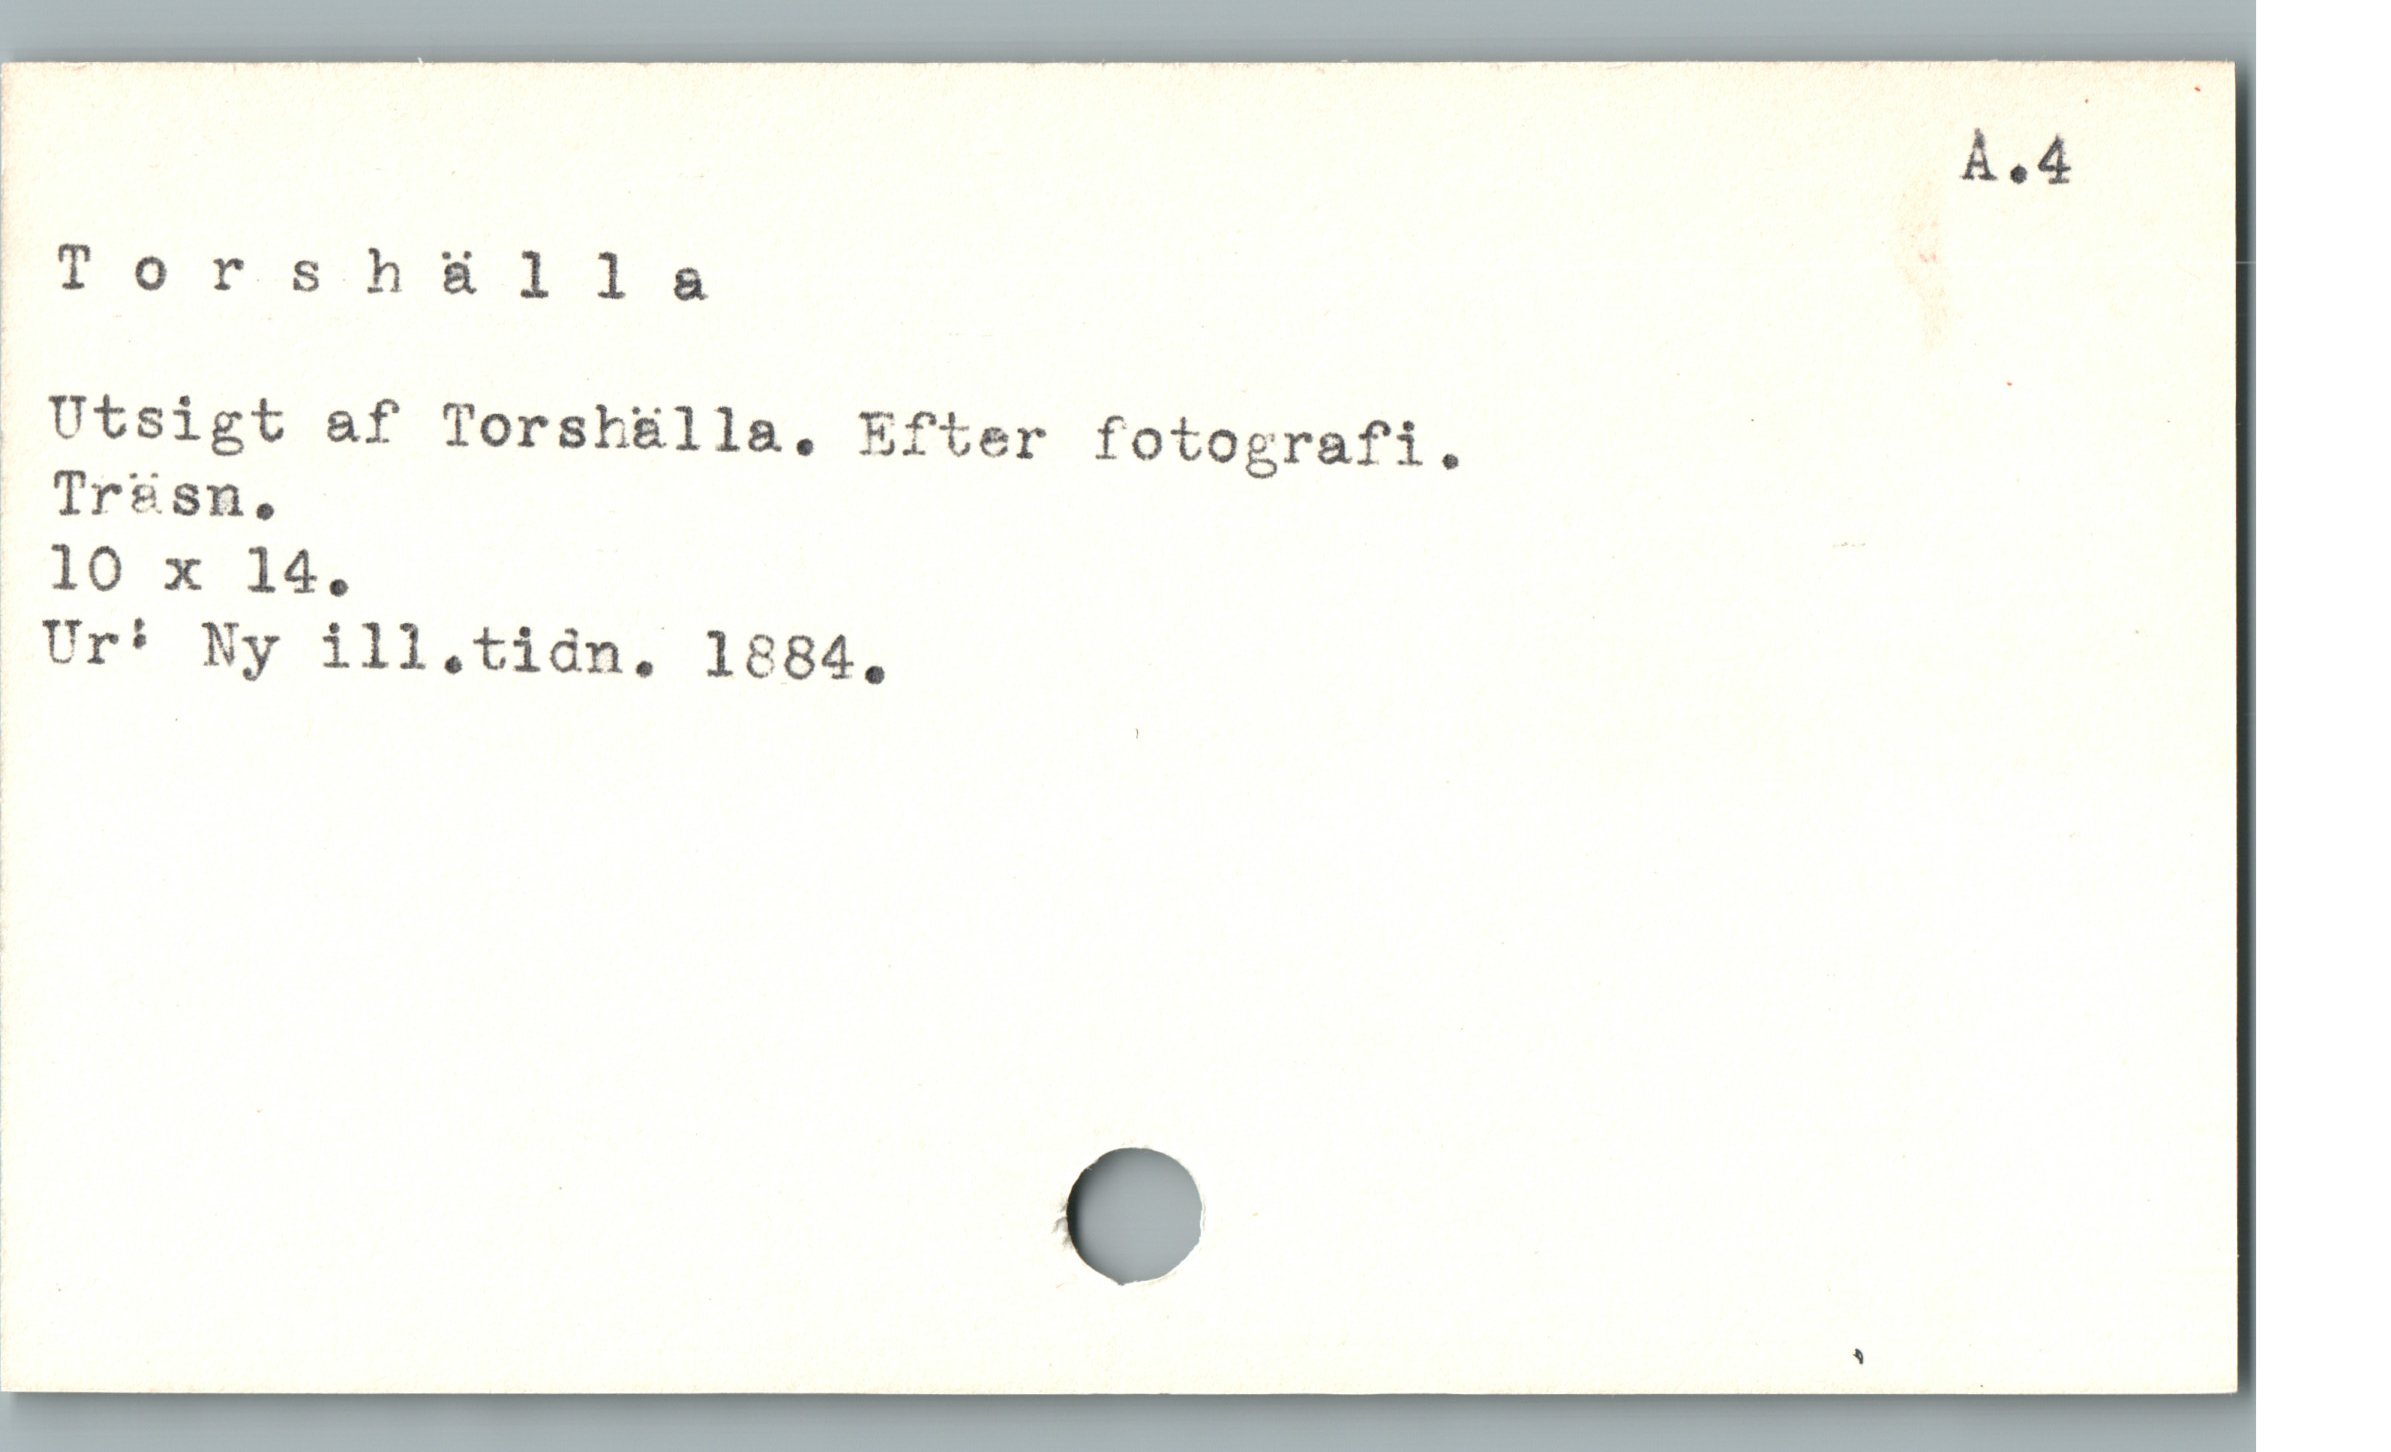 A.4
T o r s h ä l l a
Utsigt af Torshälla. Efter fotografi.
Träsn.
10 x 14.
Ur: Ny ill.tidn. 1884.